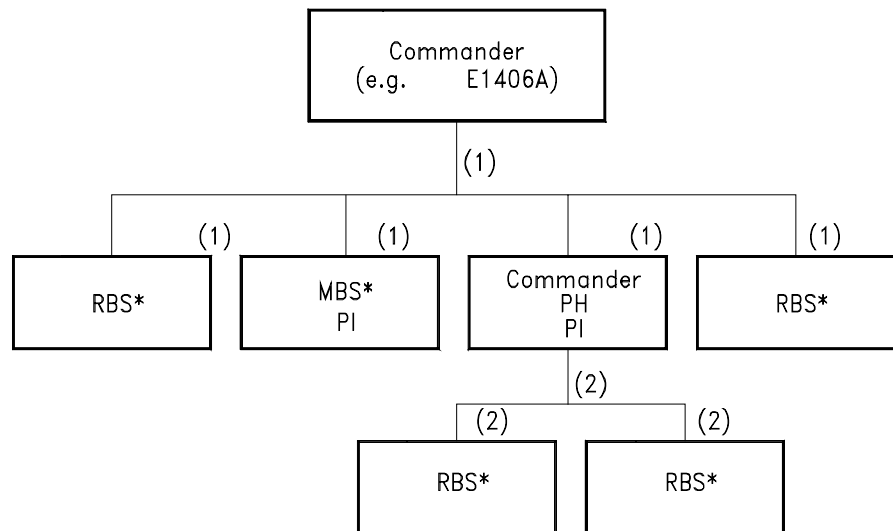 Commander
(e.g. E1406A)
(1)
(1)
(1)
(1)
(1)
RBS*
MBS*
PI
Commander
PH
PI
RBS*
(2)
(2)
(2)
RBS*
RBS*